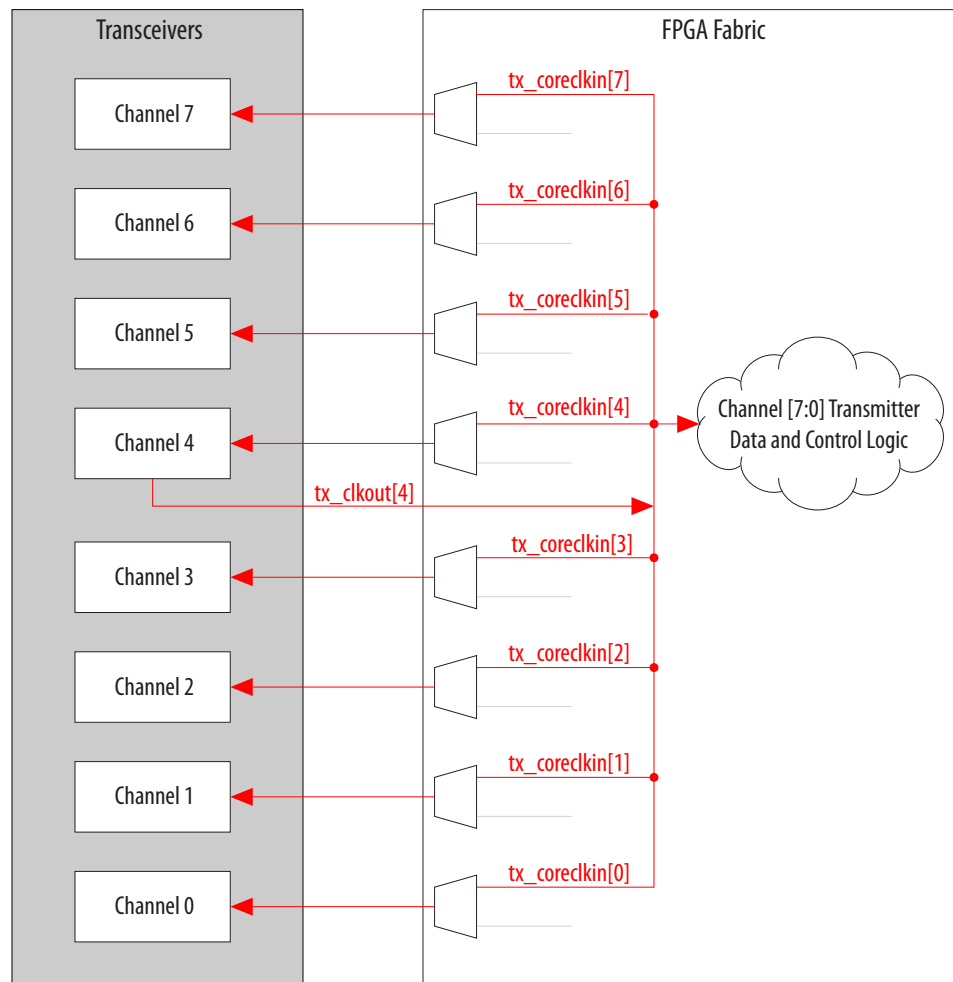 Transceivers
FPGA Fabric
Channel 7
tx_coreclkin[7]
Channel 6
tx_coreclkin[6]
Channel 5
tx_coreclkin[5]
Channel 4
tx_coreclkin[4]
Channel [7:0] Transmitter
Data and Control Logic
tx_clkout[4]
Channel 3
tx_coreclkin[3]
Channel 2
tx_coreclkin[2]
Channel 1
tx_coreclkin[1]
Channel 0
tx_coreclkin[0]